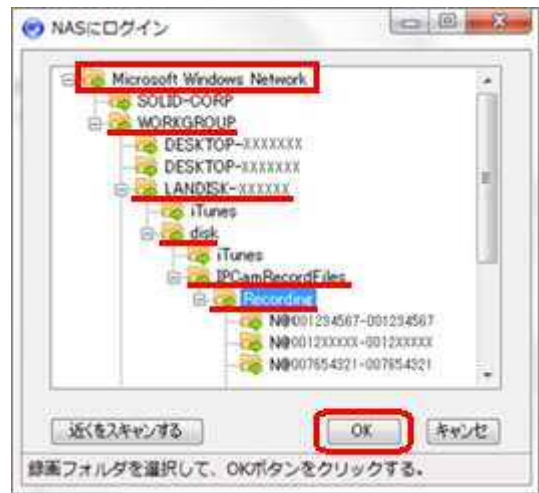 NASにログイン
Microsoft Windows Network
SOLID-CORP
WORKGROUP
DESKTOP-XXXXXXX
DESKTOP-XXXXXXX
LANDISK-XXXXXX
iTunes
disk
iTunes
IPCamRecordFiles
Recording
N@001234567-001234567
N@0012XXXXX-0012XXXXX
N@007654321-007654321
近くをスキャンする
OK
キャンセ
録画フォルダを選択して、OKボタンをクリックする。